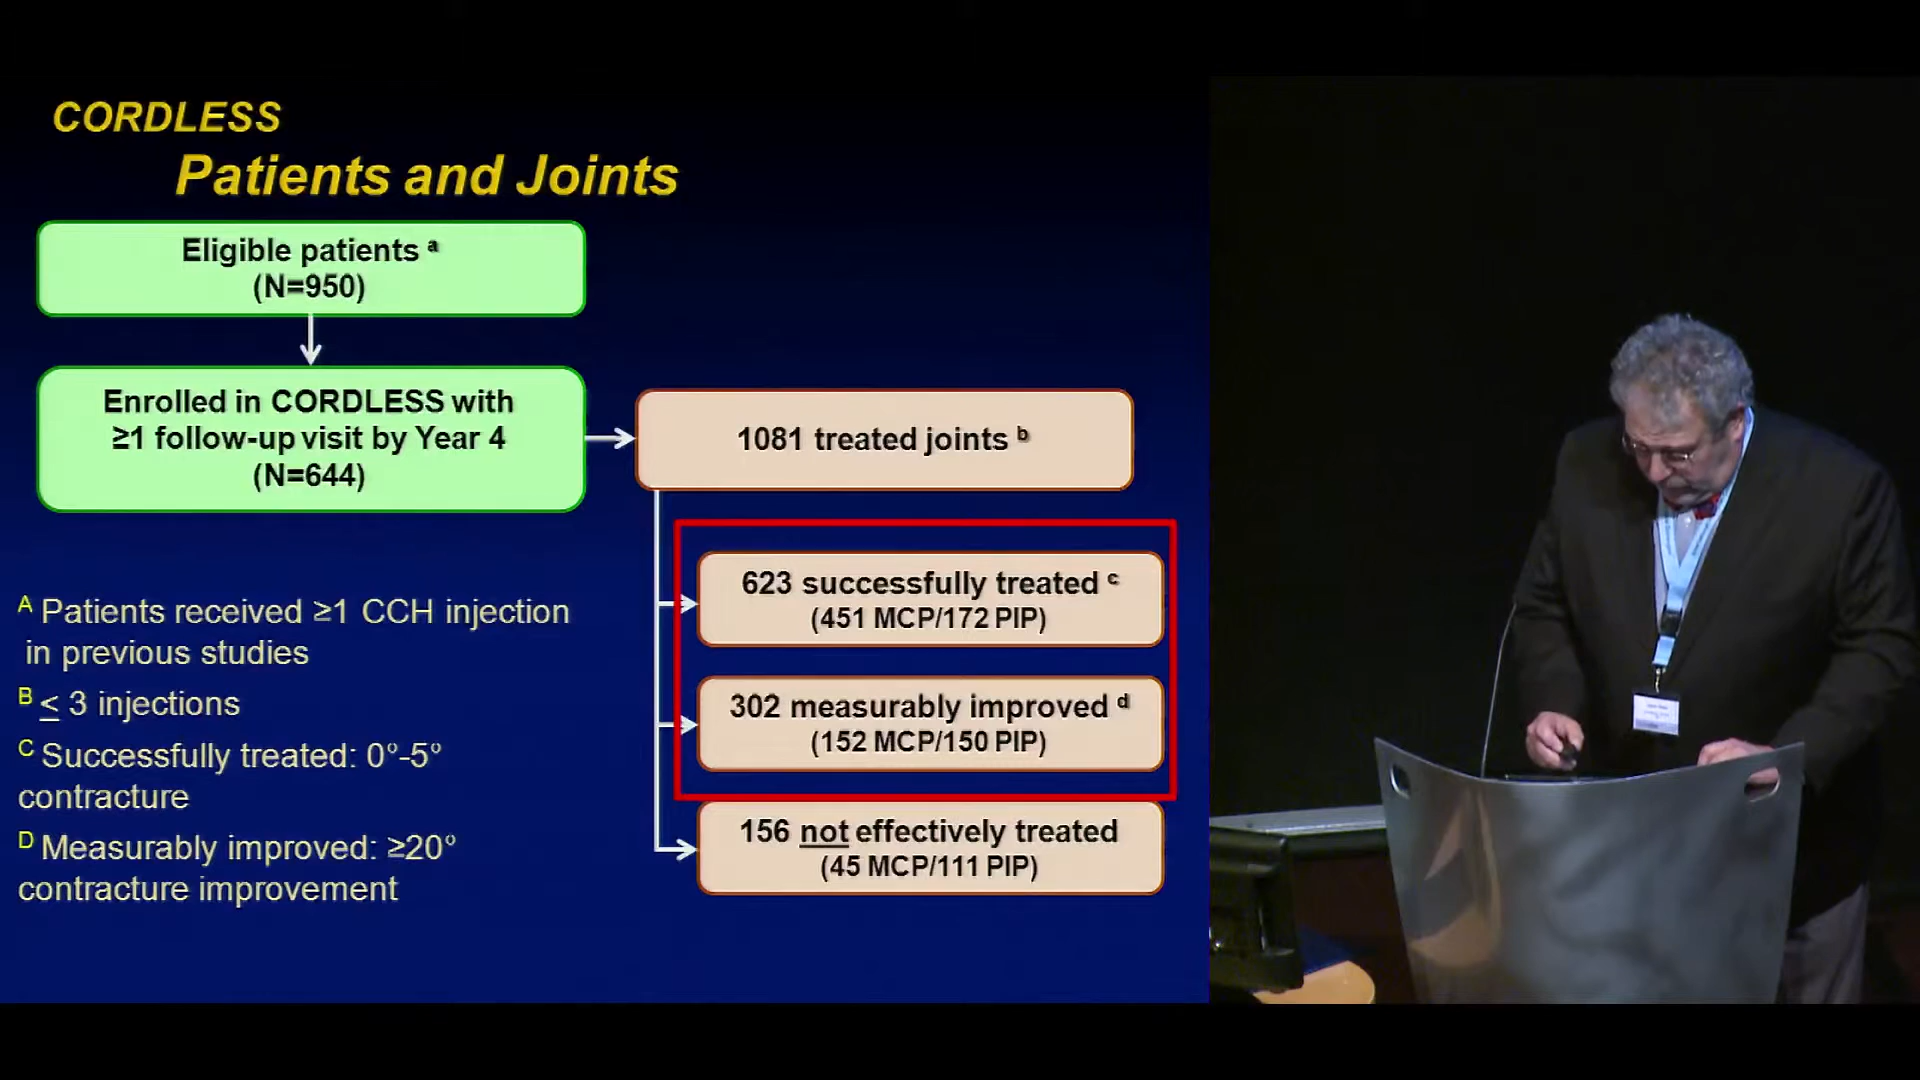 CORDLESS
Patients and Joints
Eligible patients a
(N=950)
Enrolled in CORDLESS with
≥1 follow-up visit by Year 4
(N=644)
1081 treated joints b
623 successfully treated c
(451 MCP/172 PIP)
302 measurably improved d
(152 MCP/150 PIP)
156 not effectively treated
(45 MCP/111 PIP)
A Patients received ≥1 CCH injection
in previous studies
B ≤ 3 injections
C Successfully treated: 0°-5°
contracture
D Measurably improved: ≥20°
contracture improvement